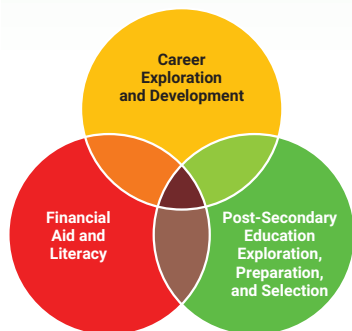 Career
Exploration
and Development
Financial
Aid and
Literacy
Post-Secondary
Education
Exploration,
Preparation,
and Selection